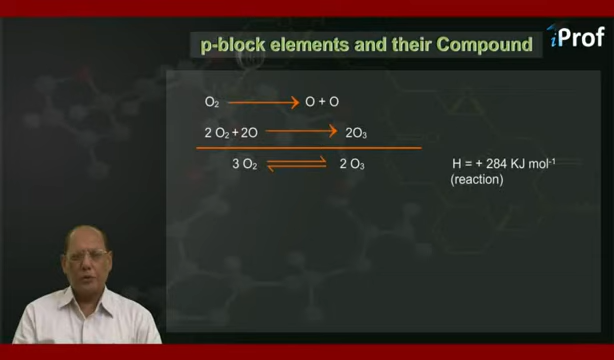 p-block elements and their Compound
iProf
O₂ ⟶ O + O
2 O₂ + 2O ⟶ 2O₃
3 O₂ ⇌ 2 O₃
H = + 284 KJ mol⁻¹
(reaction)